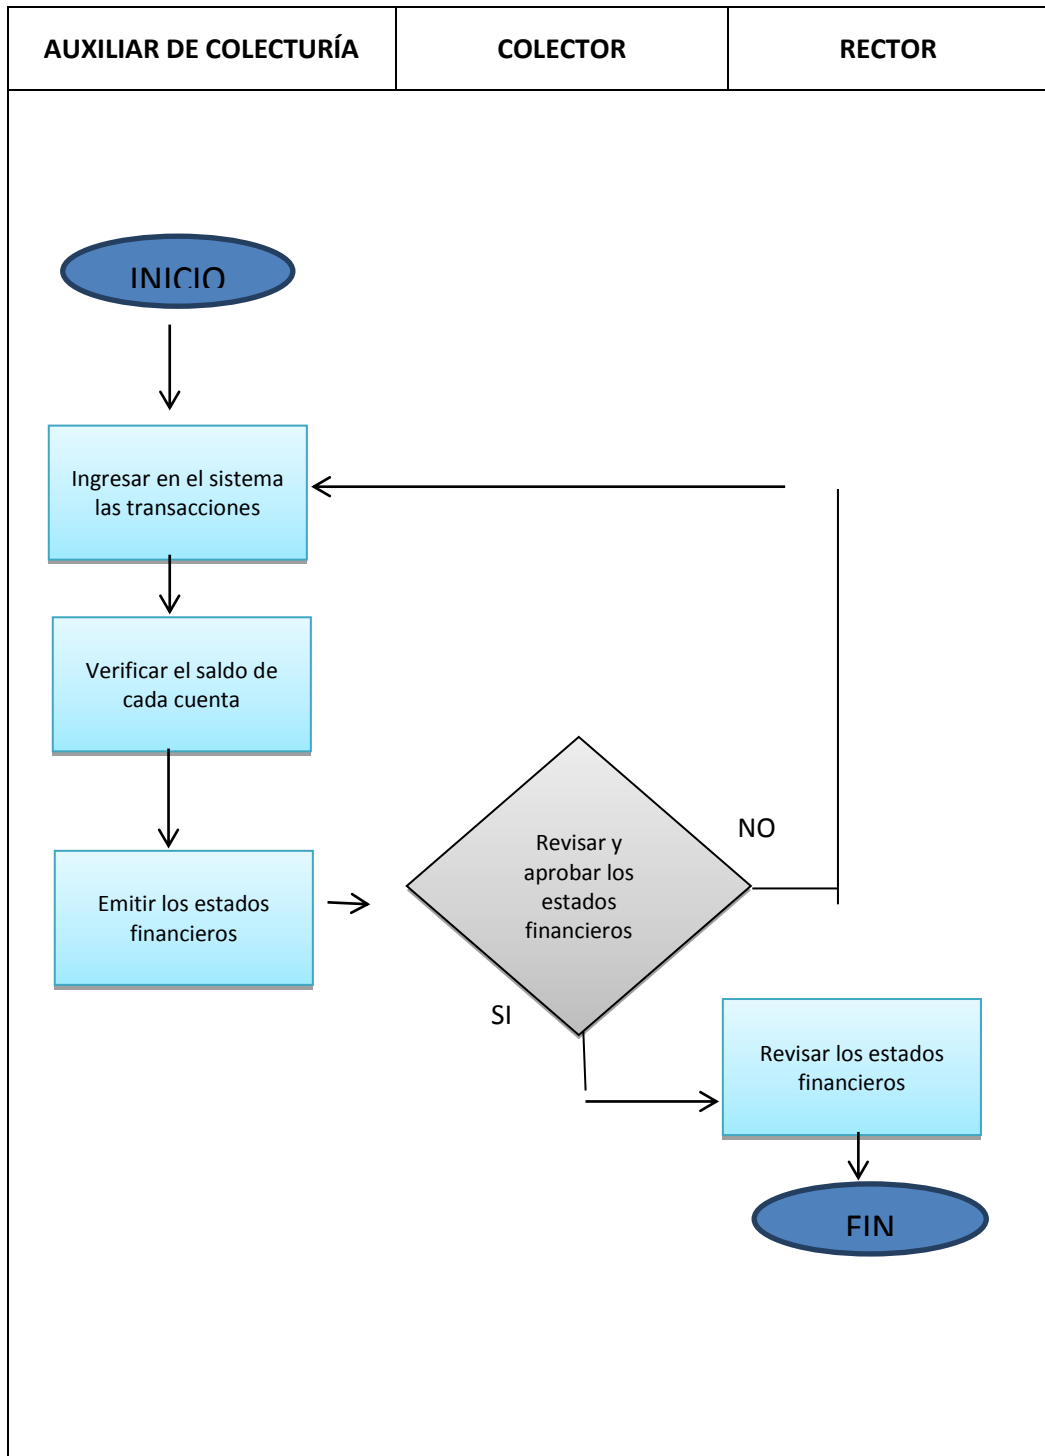 AUXILIAR DE COLECTURÍA
COLECTOR
RECTOR
INICIO
Ingresar en el sistema
las transacciones
Verificar el saldo de
cada cuenta
Emitir los estados
financieros
Revisar y
aprobar los
estados
financieros
NO
SI
Revisar los estados
financieros
FIN